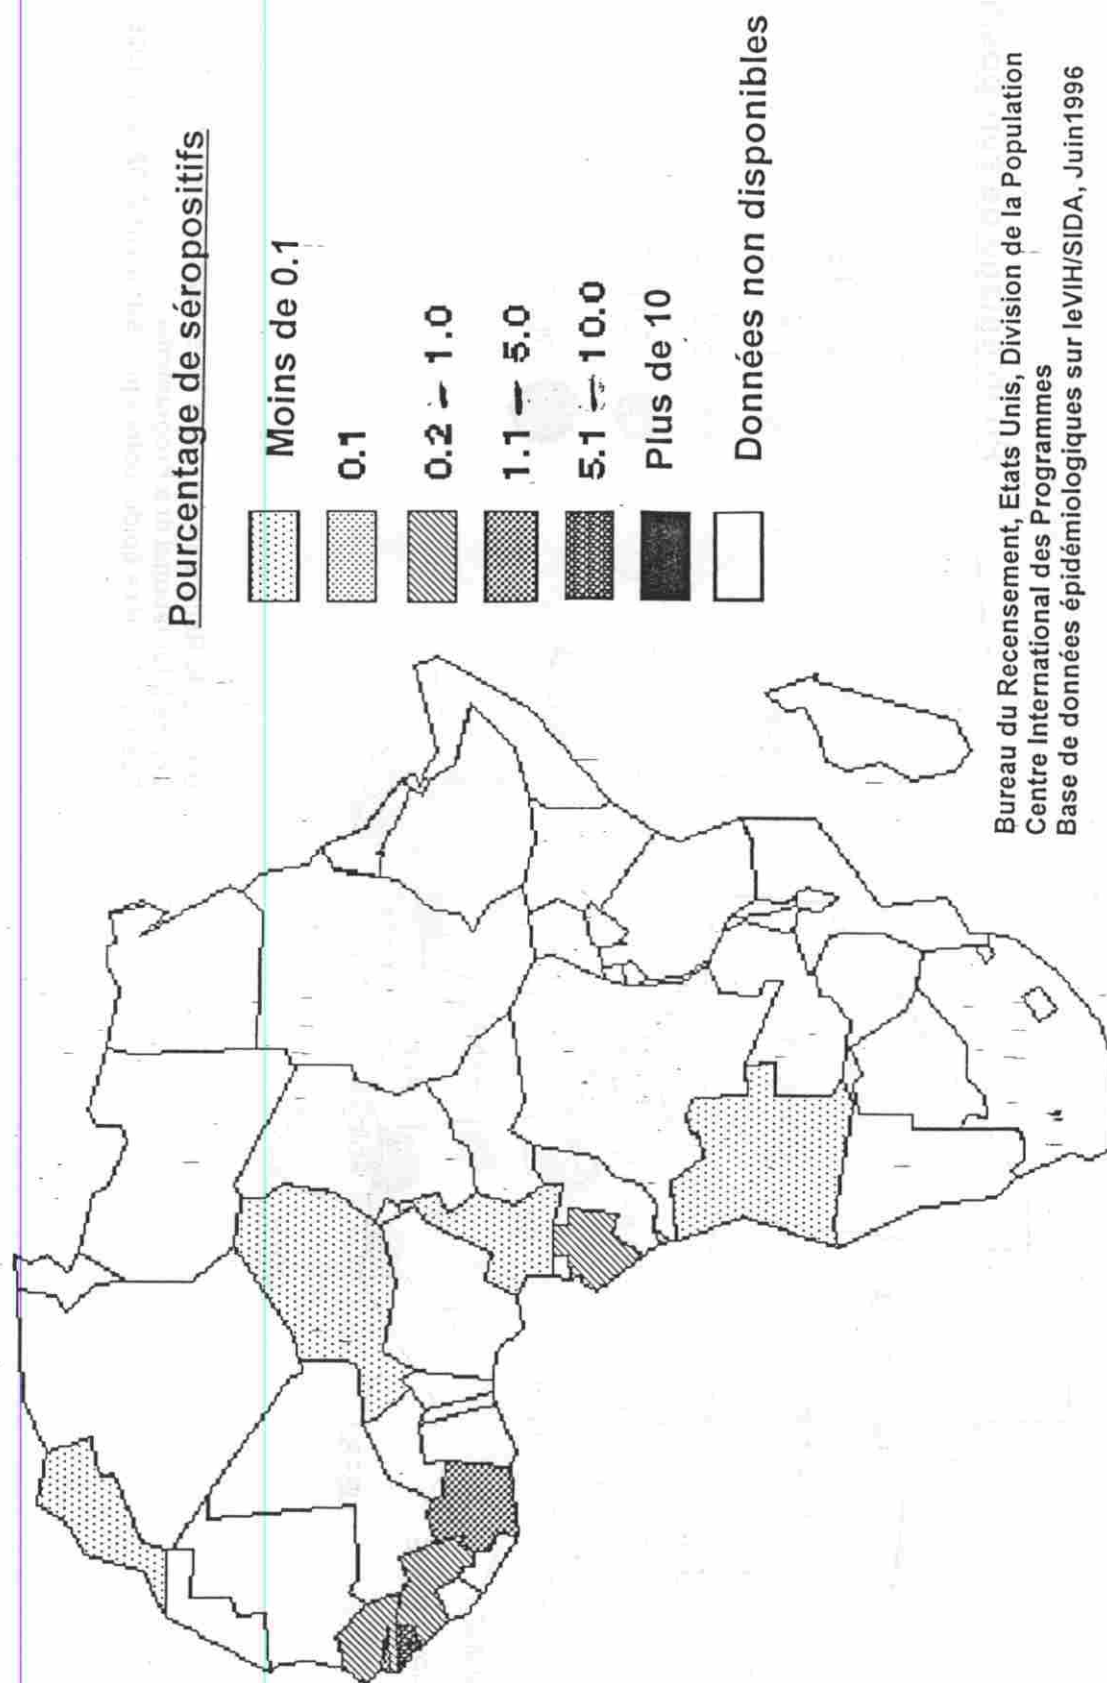 Pourcentage de séropositifs
Moins de 0.1
0.1
0.2 – 1.0
1.1 – 5.0
5.1 – 10.0
Plus de 10
Données non disponibles
Bureau du Recensement, Etats Unis, Division de la Population
Centre International des Programmes
Base de données épidémiologiques sur leVIH/SIDA, Juin1996